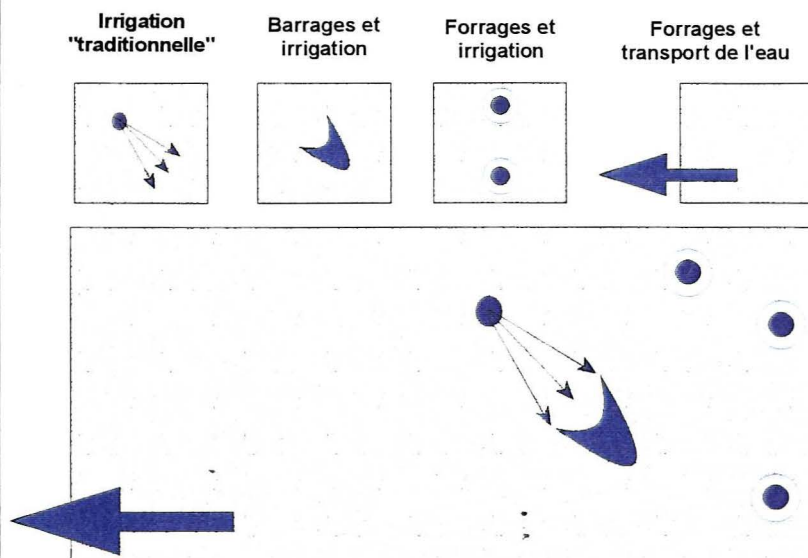 Irrigation
"traditionnelle"
Barrages et
irrigation
Forrages et
irrigation
Forrages et
transport de l'eau